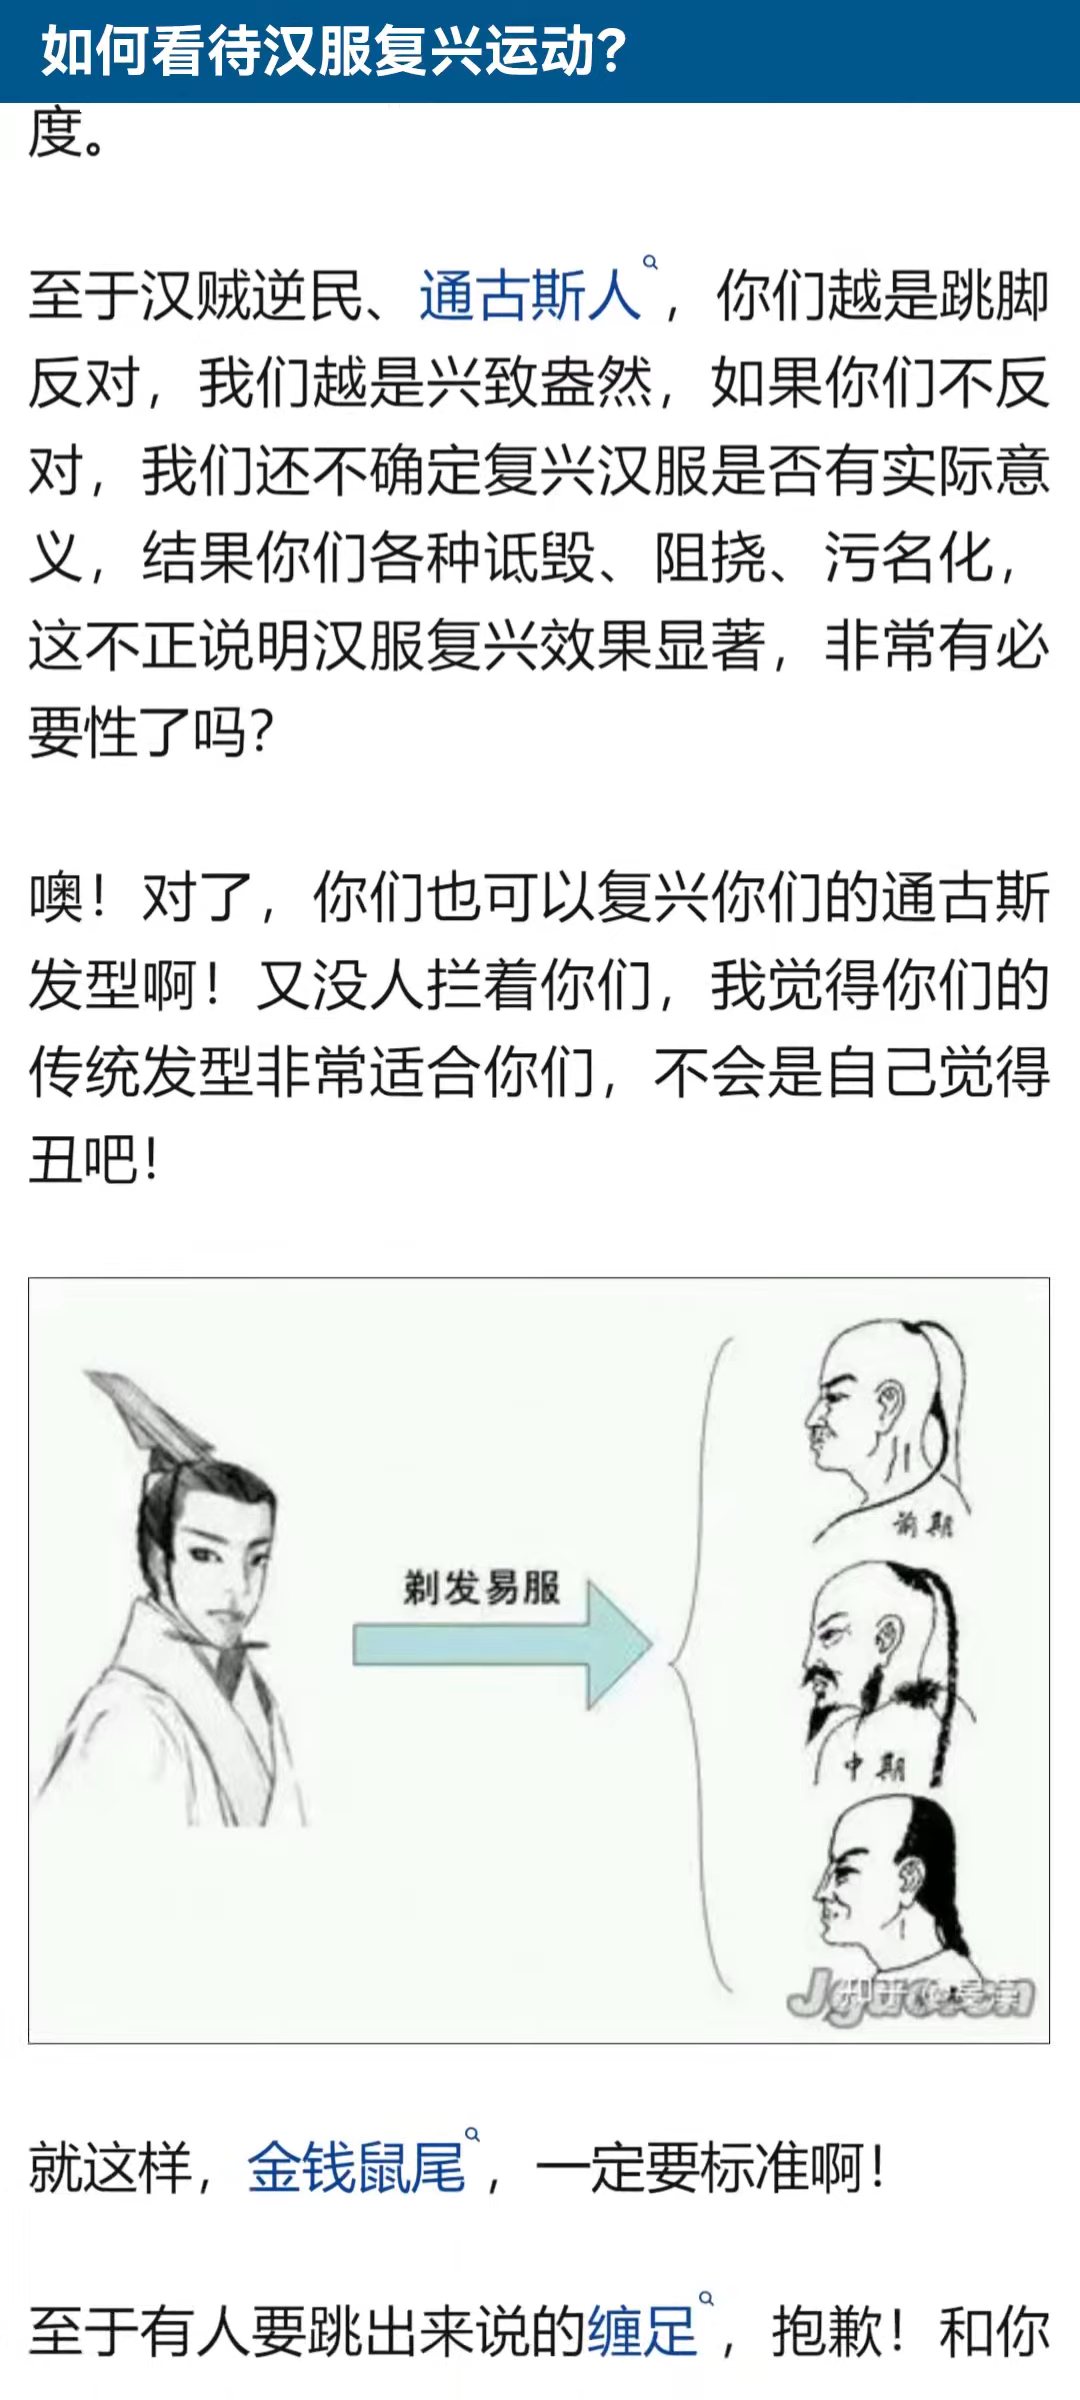 如何看待汉服复兴运动？
度。
至于汉贼逆民、通古斯人，你们越是跳脚
反对，我们越是兴致盎然，如果你们不反
对，我们还不确定复兴汉服是否有实际意
义，结果你们各种诋毁、阻挠、污名化，
这不正说明汉服复兴效果显著，非常有必
要性了吗？
噢！对了，你们也可以复兴你们的通古斯
发型啊！又没人拦着你们，我觉得你们的
传统发型非常适合你们，不会是自己觉得
丑吧！
剃发易服
前期
中期
就这样，金钱鼠尾，一定要标准啊！
至于有人要跳出来说的缠足，抱歉！和你